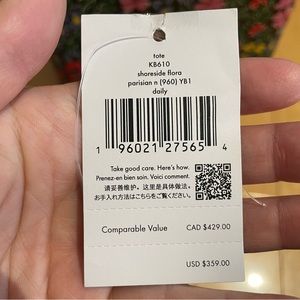 tote
KB610
shoreside flora
parisian n (960) YB1
daily
1 96021 27565 4
Take good care. Here's how.
Prenez-en bien soin. Voici comment.
请妥善维护。这里是具体做法。
お手入れ方法はこちらをご覧ください。
Comparable Value CAD $429.00
USD $359.00